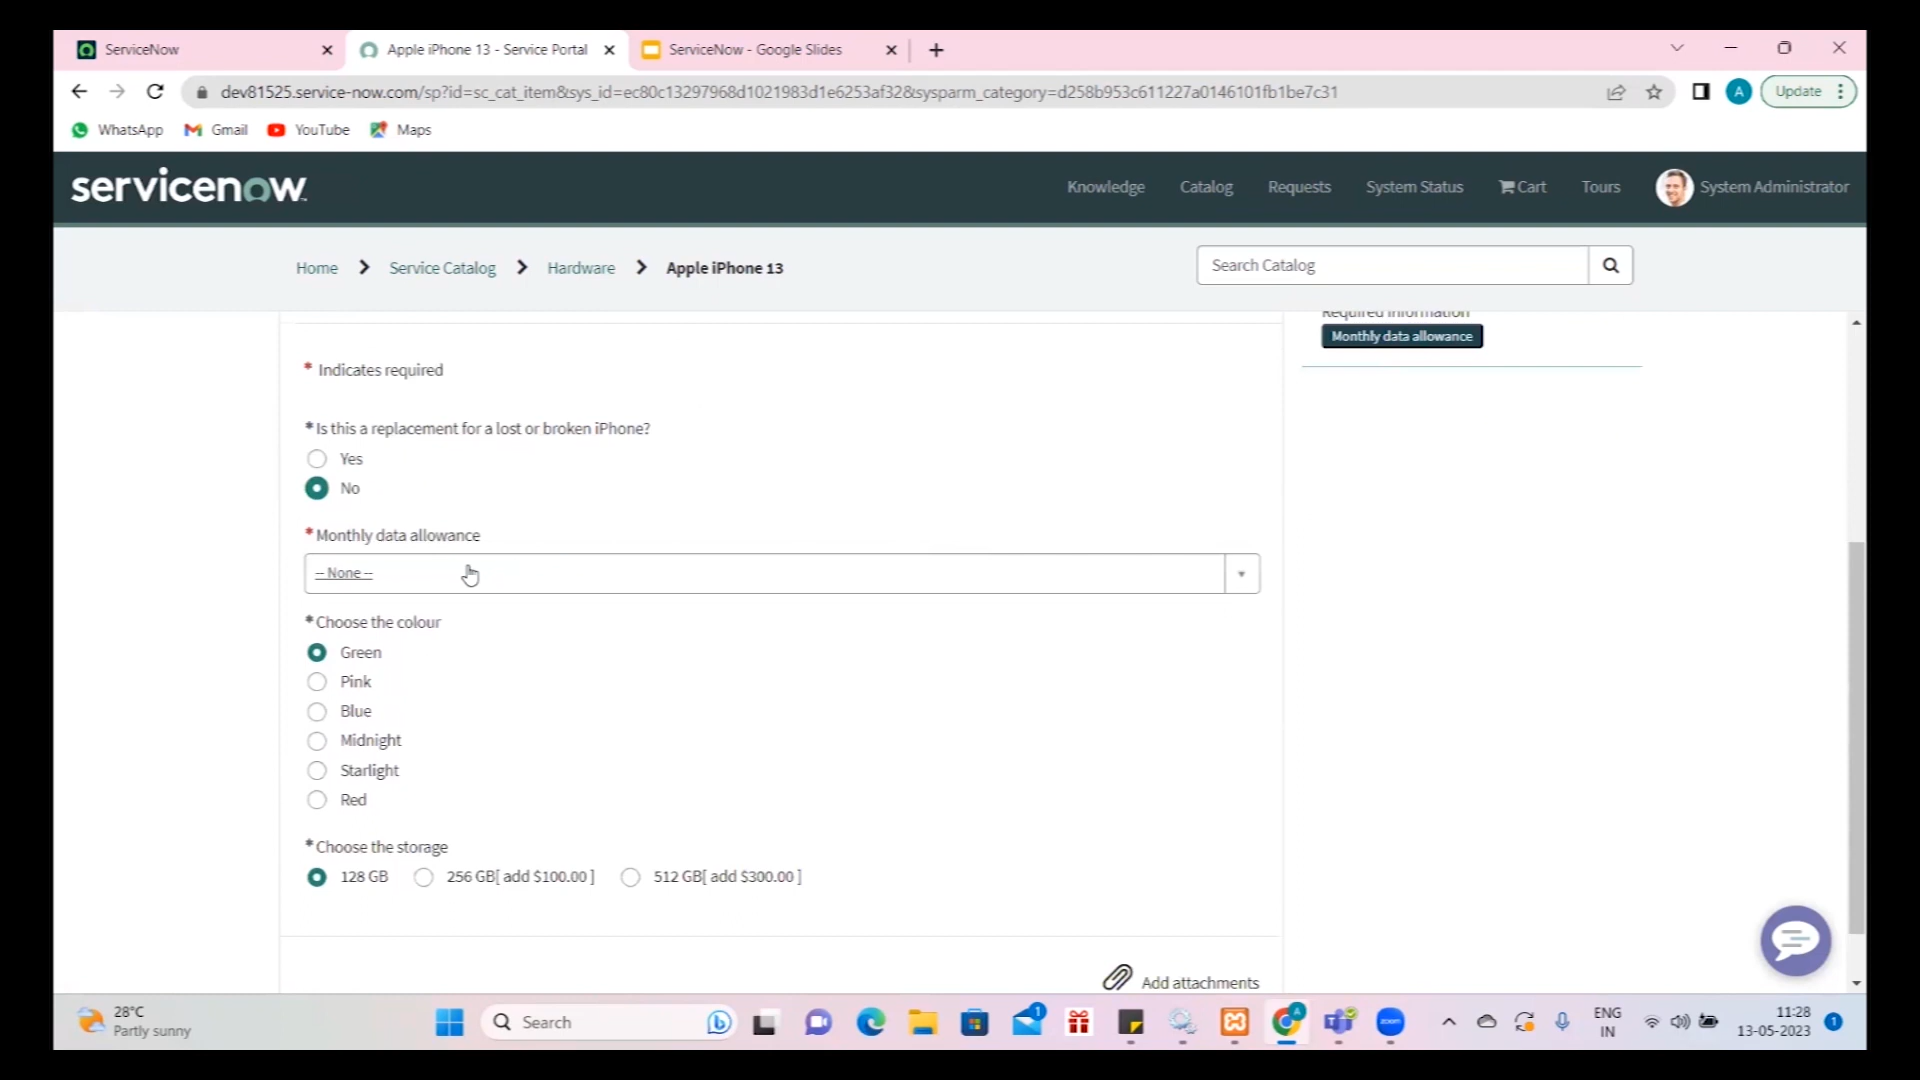 ServiceNow
Apple iPhone 13 - Service Portal
ServiceNow - Google Slides
dev81525.service-now.com/sp?id=sc_cat_item&sys_id=ec80c13297968d1021983d1e6253af32&sysparm_category=d258b953c611227a0146101fb1be7c31
A
Update
WhatsApp
Gmail
YouTube
Maps
servicenow
Knowledge
Catalog
Requests
System Status
Cart
Tours
System Administrator
Home > Service Catalog > Hardware > Apple iPhone 13
Search Catalog
Required information
Monthly data allowance
* Indicates required
* Is this a replacement for a lost or broken iPhone?
Yes
No
* Monthly data allowance
-- None --
* Choose the colour
Green
Pink
Blue
Midnight
Starlight
Red
* Choose the storage
128 GB
256 GB[ add $100.00 ]
512 GB[ add $300.00 ]
Add attachments
28°C
Partly sunny
Search
1
A
zoom
ENG
IN
11:28
13-05-2023
1